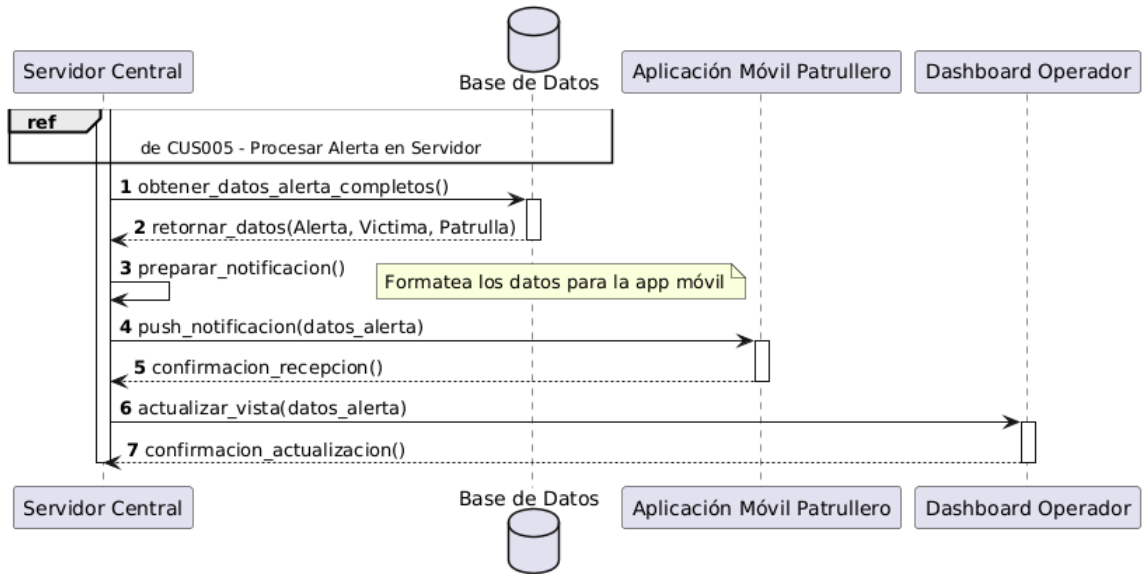 Servidor Central
Base de Datos
Aplicación Móvil Patrullero
Dashboard Operador
ref
de CUS005 - Procesar Alerta en Servidor
1 obtener_datos_alerta_completos()
2 retornar_datos(Alerta, Victima, Patrulla)
3 preparar_notificacion()
Formatea los datos para la app móvil
4 push_notificacion(datos_alerta)
5 confirmacion_recepcion()
6 actualizar_vista(datos_alerta)
7 confirmacion_actualizacion()
Servidor Central
Base de Datos
Aplicación Móvil Patrullero
Dashboard Operador